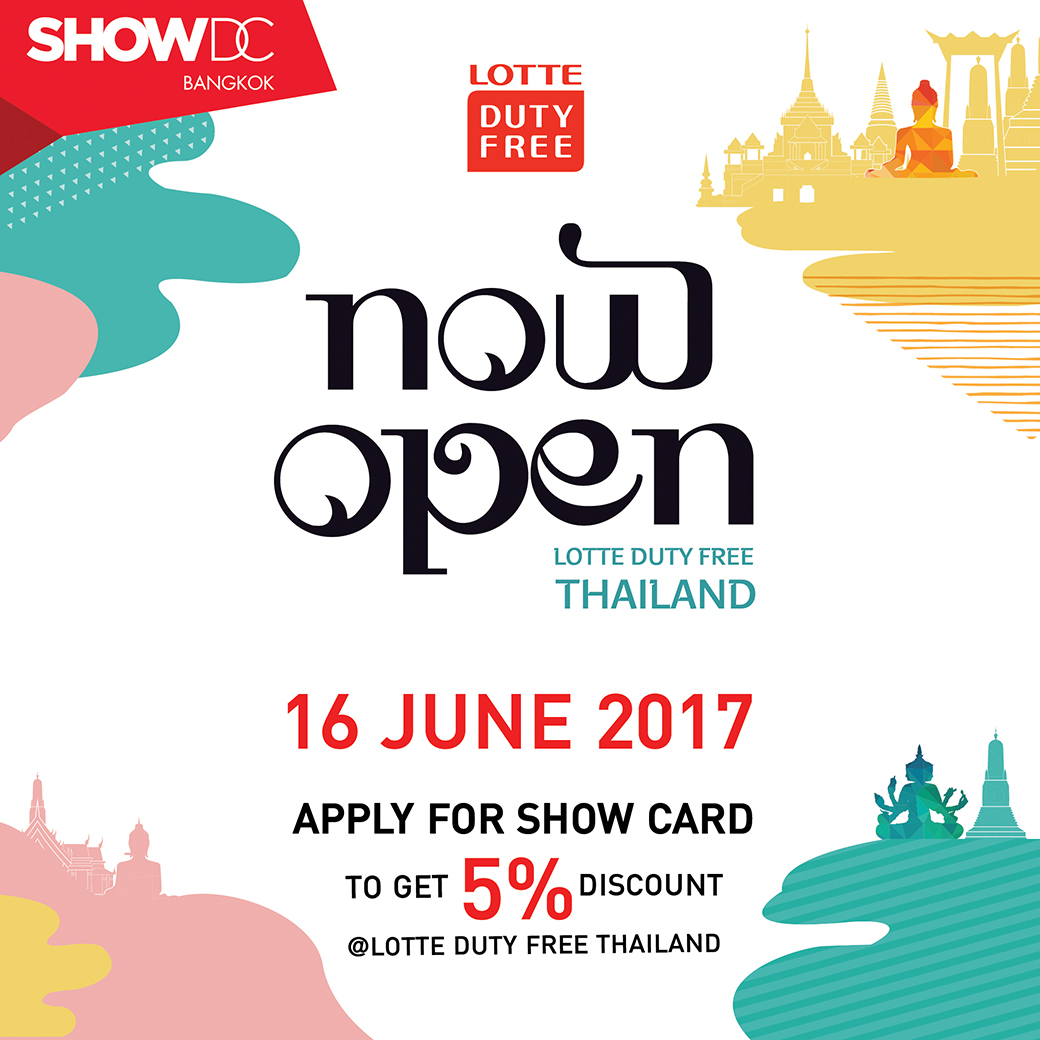 SHOWDC
BANGKOK
LOTTE
DUTY
FREE
now
open
LOTTE DUTY FREE
THAILAND
16 JUNE 2017
APPLY FOR SHOW CARD
TO GET 5% DISCOUNT
@LOTTE DUTY FREE THAILAND